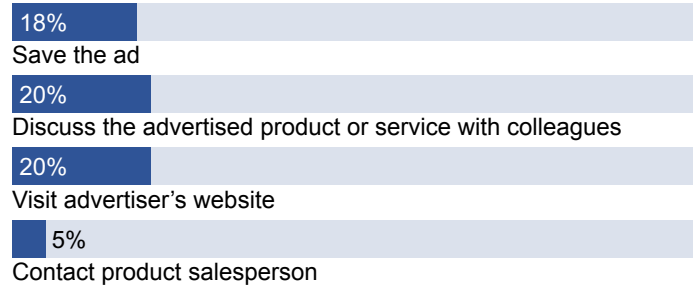 18%
Save the ad
20%
Discuss the advertised product or service with colleagues
20%
Visit advertiser’s website
5%
Contact product salesperson